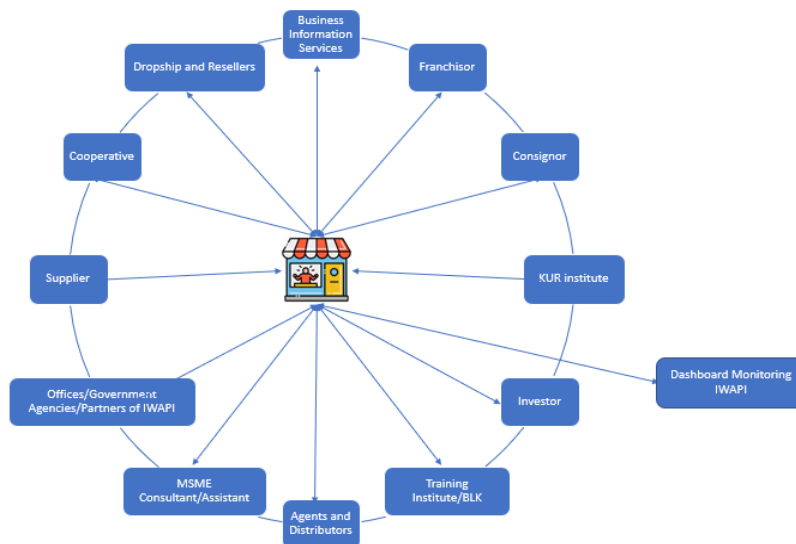 Business
Information
Services
Dropship and Resellers
Franchisor
Cooperative
Consignor
Supplier
KUR institute
Offices/Government
Agencies/Partners of IWAPI
Investor
Dashboard Monitoring
IWAPI
MSME
Consultant/Assistant
Training
Institute/BLK
Agents and
Distributors